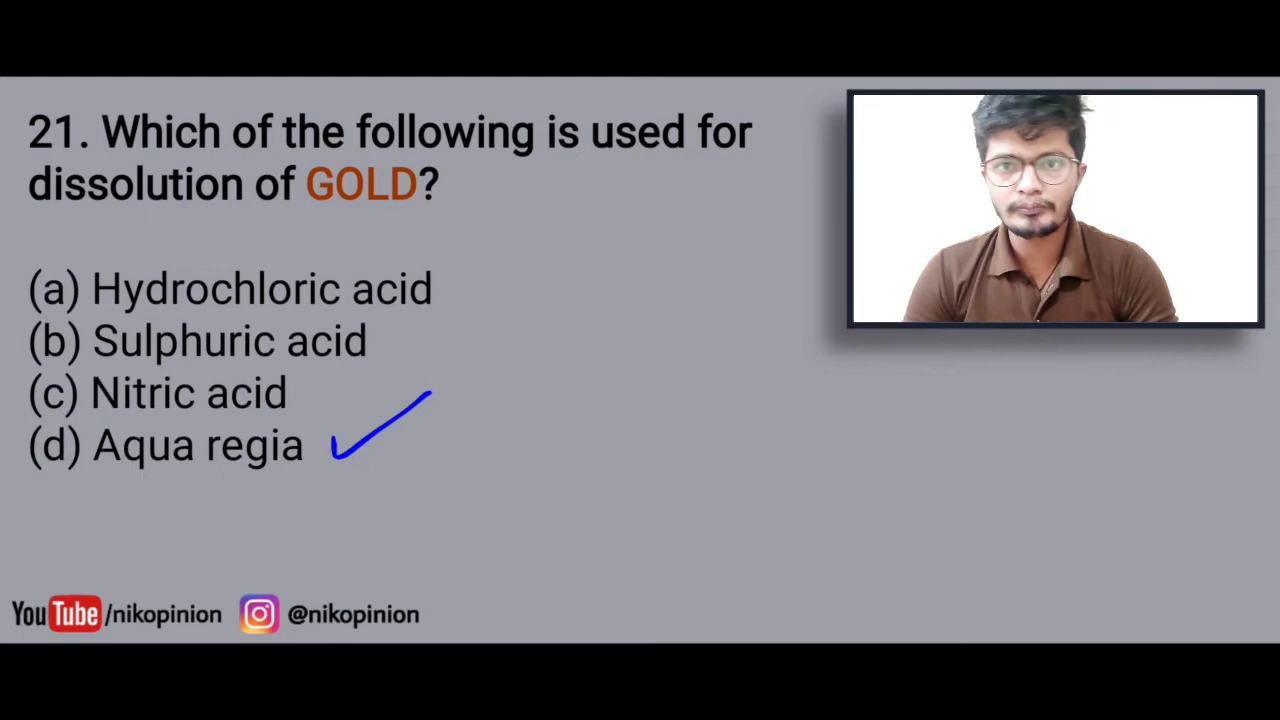 21. Which of the following is used for
dissolution of GOLD?
(a) Hydrochloric acid
(b) Sulphuric acid
(c) Nitric acid
(d) Aqua regia
YouTube/nikopinion @nikopinion